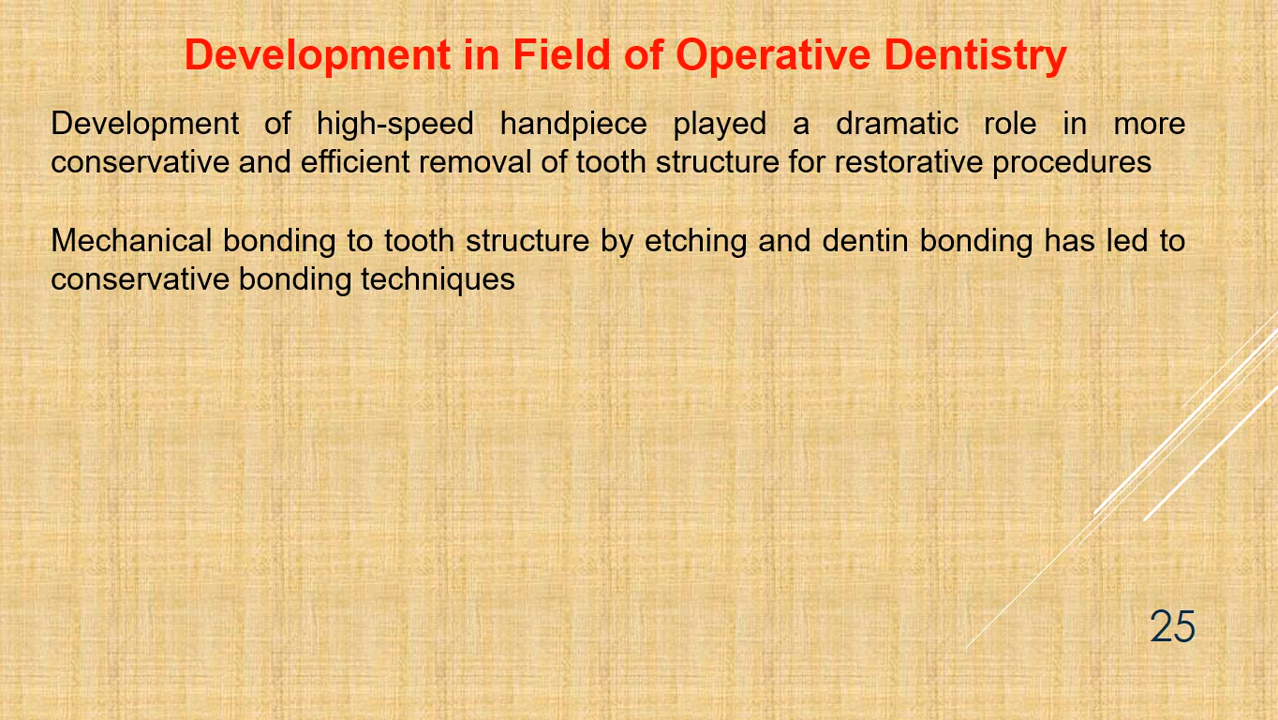 Development in Field of Operative Dentistry
Development of high-speed handpiece played a dramatic role in more
conservative and efficient removal of tooth structure for restorative procedures
Mechanical bonding to tooth structure by etching and dentin bonding has led to
conservative bonding techniques
25